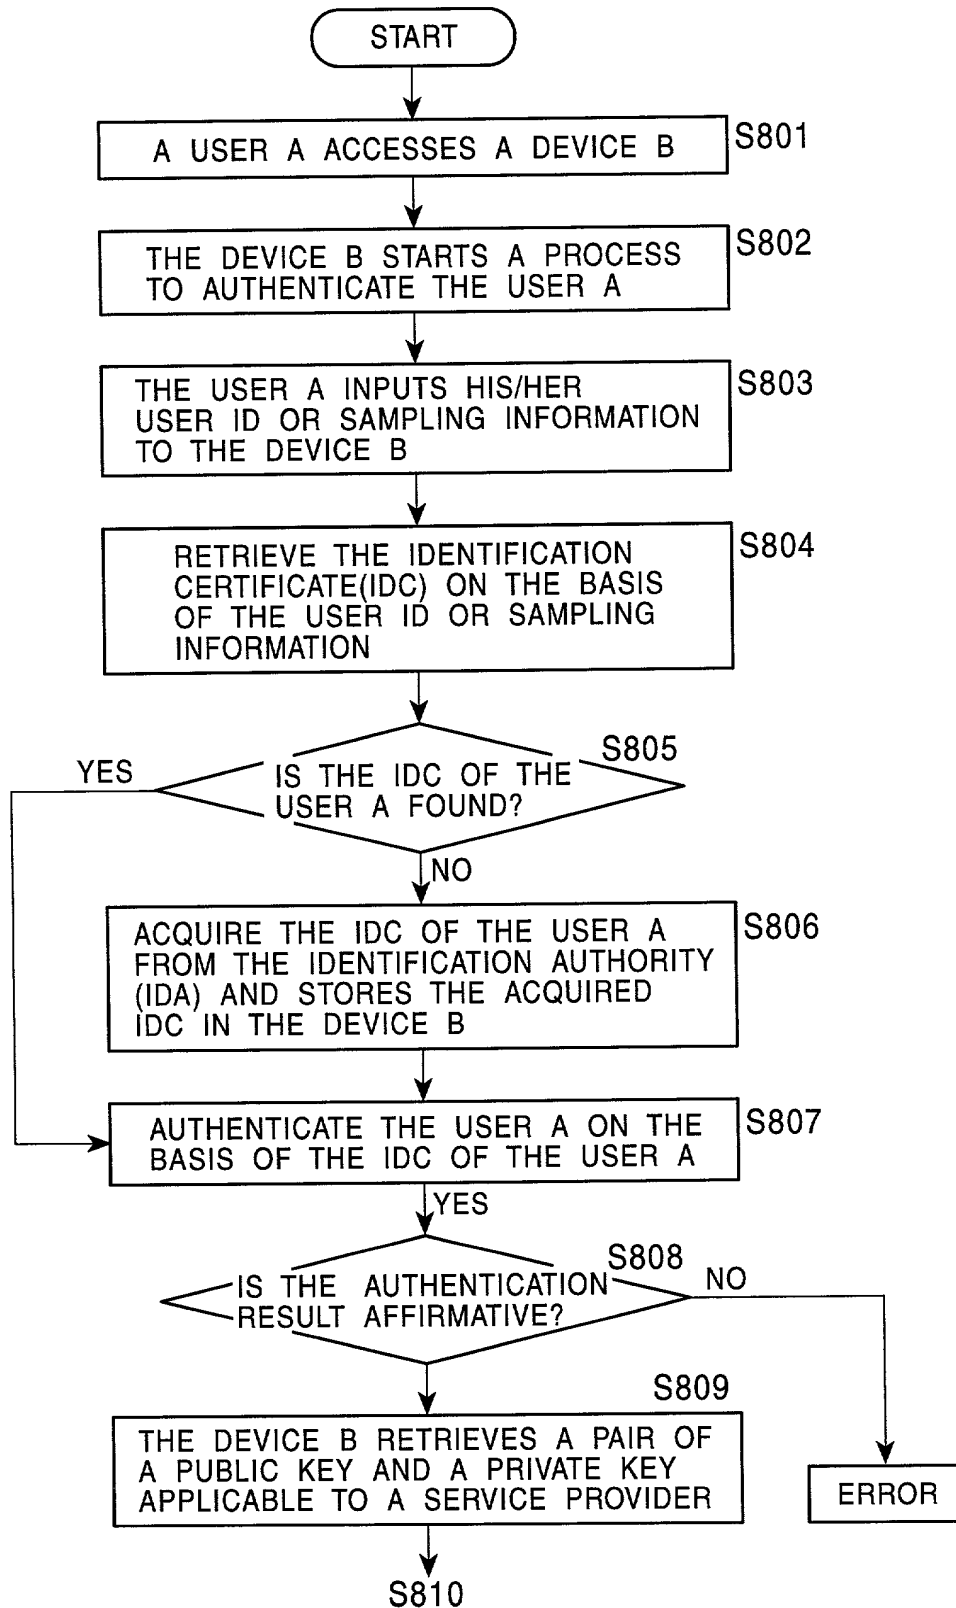 START
A USER A ACCESSES A DEVICE B
S801
THE DEVICE B STARTS A PROCESS
TO AUTHENTICATE THE USER A
S802
THE USER A INPUTS HIS/HER
USER ID OR SAMPLING INFORMATION
TO THE DEVICE B
S803
RETRIEVE THE IDENTIFICATION
CERTIFICATE(IDC) ON THE BASIS
OF THE USER ID OR SAMPLING
INFORMATION
S804
S805
YES
IS THE IDC OF THE
USER A FOUND?
NO
ACQUIRE THE IDC OF THE USER A
FROM THE IDENTIFICATION AUTHORITY
(IDA) AND STORES THE ACQUIRED
IDC IN THE DEVICE B
S806
AUTHENTICATE THE USER A ON THE
BASIS OF THE IDC OF THE USER A
S807
YES
S808
IS THE AUTHENTICATION
RESULT AFFIRMATIVE?
NO
S809
THE DEVICE B RETRIEVES A PAIR OF
A PUBLIC KEY AND A PRIVATE KEY
APPLICABLE TO A SERVICE PROVIDER
ERROR
S810